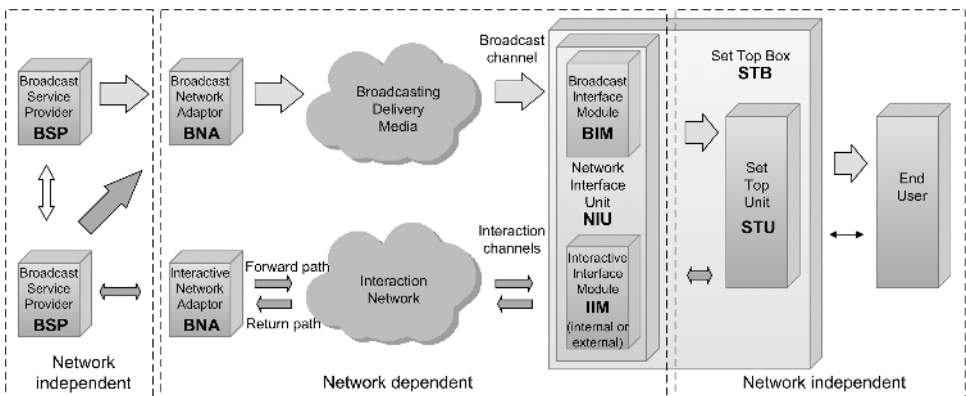 Broadcast
Service
Provider
BSP
Broadcast
Network
Adaptor
BNA
Broadcasting
Delivery
Media
Broadcast
channel
Broadcast
Interface
Module
BIM
Network
Interface
Unit
NIU
Set Top Box
STB
Set
Top
Unit
STU
End
User
Broadcast
Service
Provider
BSP
Interactive
Network
Adaptor
BNA
Forward path
Return path
Interaction
Network
Interaction
channels
Interactive
Interface
Module
IIM
(internal or
external)
Network
independent
Network dependent
Network independent